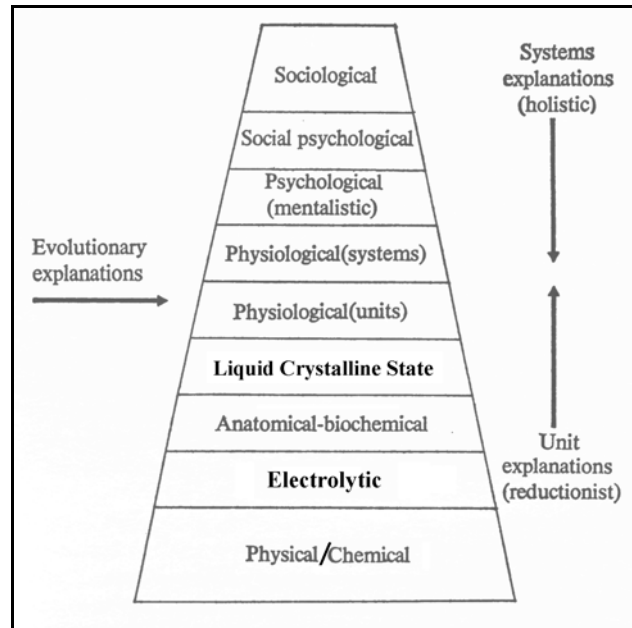 Sociological
Social psychological
Psychological
(mentalistic)
Physiological(systems)
Physiological(units)
Liquid Crystalline State
Anatomical-biochemical
Electrolytic
Physical/Chemical
Evolutionary
explanations
Systems
explanations
(holistic)
Unit
explanations
(reductionist)